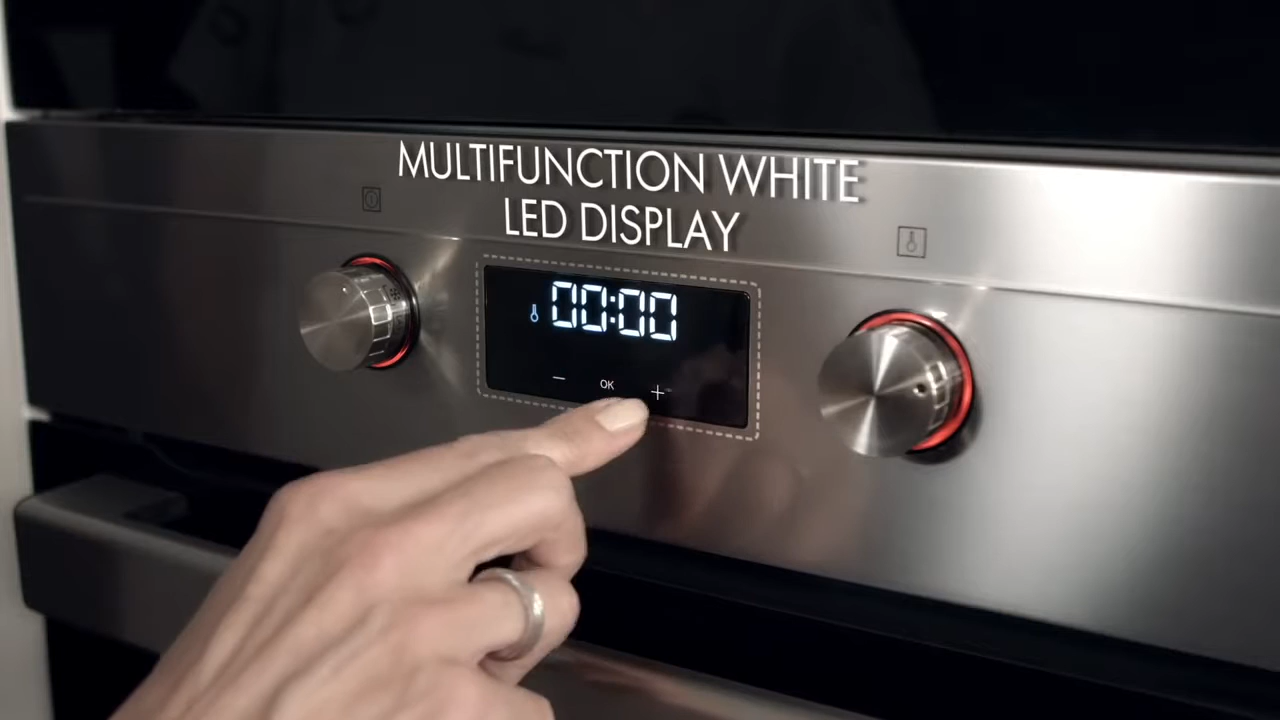 MULTIFUNCTION WHITE
LED DISPLAY
00:00
— OK +